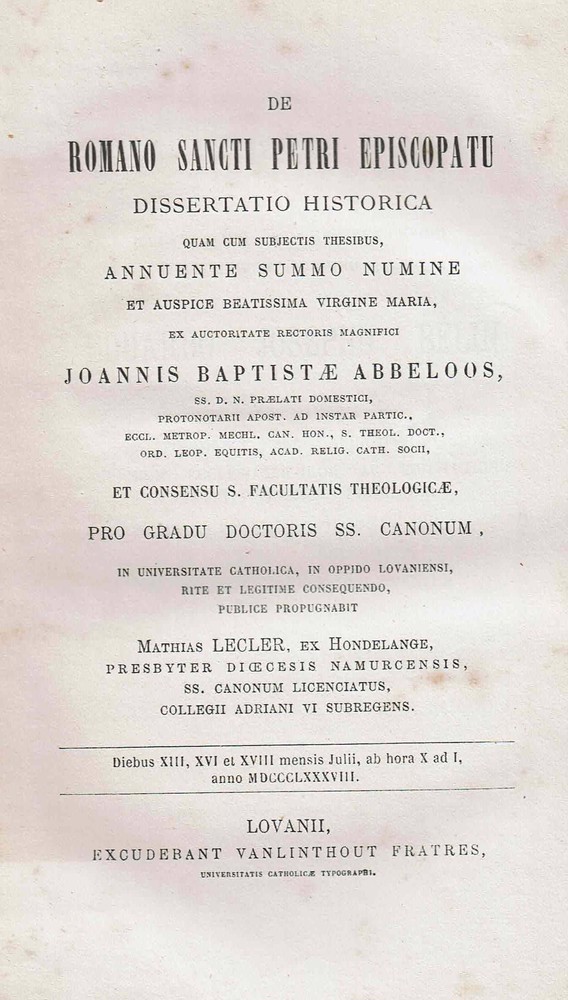 DE
ROMANO SANCTI PETRI EPISCOPATU
DISSERTATIO HISTORICA
QUAM CUM SUBJECTIS THESIBUS,
ANNUENTE SUMMO NUMINE
ET AUSPICE BEATISSIMA VIRGINE MARIA,
EX AUCTORITATE RECTORIS MAGNIFICI
JOANNIS BAPTISTÆ ABBELOOS,
SS. D. N. PRÆLATI DOMESTICI,
PROTONOTARII APOST. AD INSTAR PARTIC.,
ECCL. METROP. MECHL. CAN. HON., S. THEOL. DOCT.,
ORD. LEOP. EQUITIS, ACAD. RELIG. CATH. SOCII,
ET CONSENSU S. FACULTATIS THEOLOGICÆ,
PRO GRADU DOCTORIS SS. CANONUM,
IN UNIVERSITATE CATHOLICA, IN OPPIDO LOVANIENSI,
RITE ET LEGITIME CONSEQUENDO,
PUBLICE PROPUGNABIT
MATHIAS LECLER, EX HONDELANGE,
PRESBYTER DIŒCESIS NAMURCENSIS,
SS. CANONUM LICENCIATUS,
COLLEGII ADRIANI VI SUBREGENS.
Diebus XIII, XVI et XVIII mensis Julii, ab hora X ad I,
anno MDCCCLXXXVIII.
LOVANII,
EXCUDEBANT VANLINTHOUT FRATRES,
UNIVERSITATIS CATHOLICÆ TYPOGRAPHI.